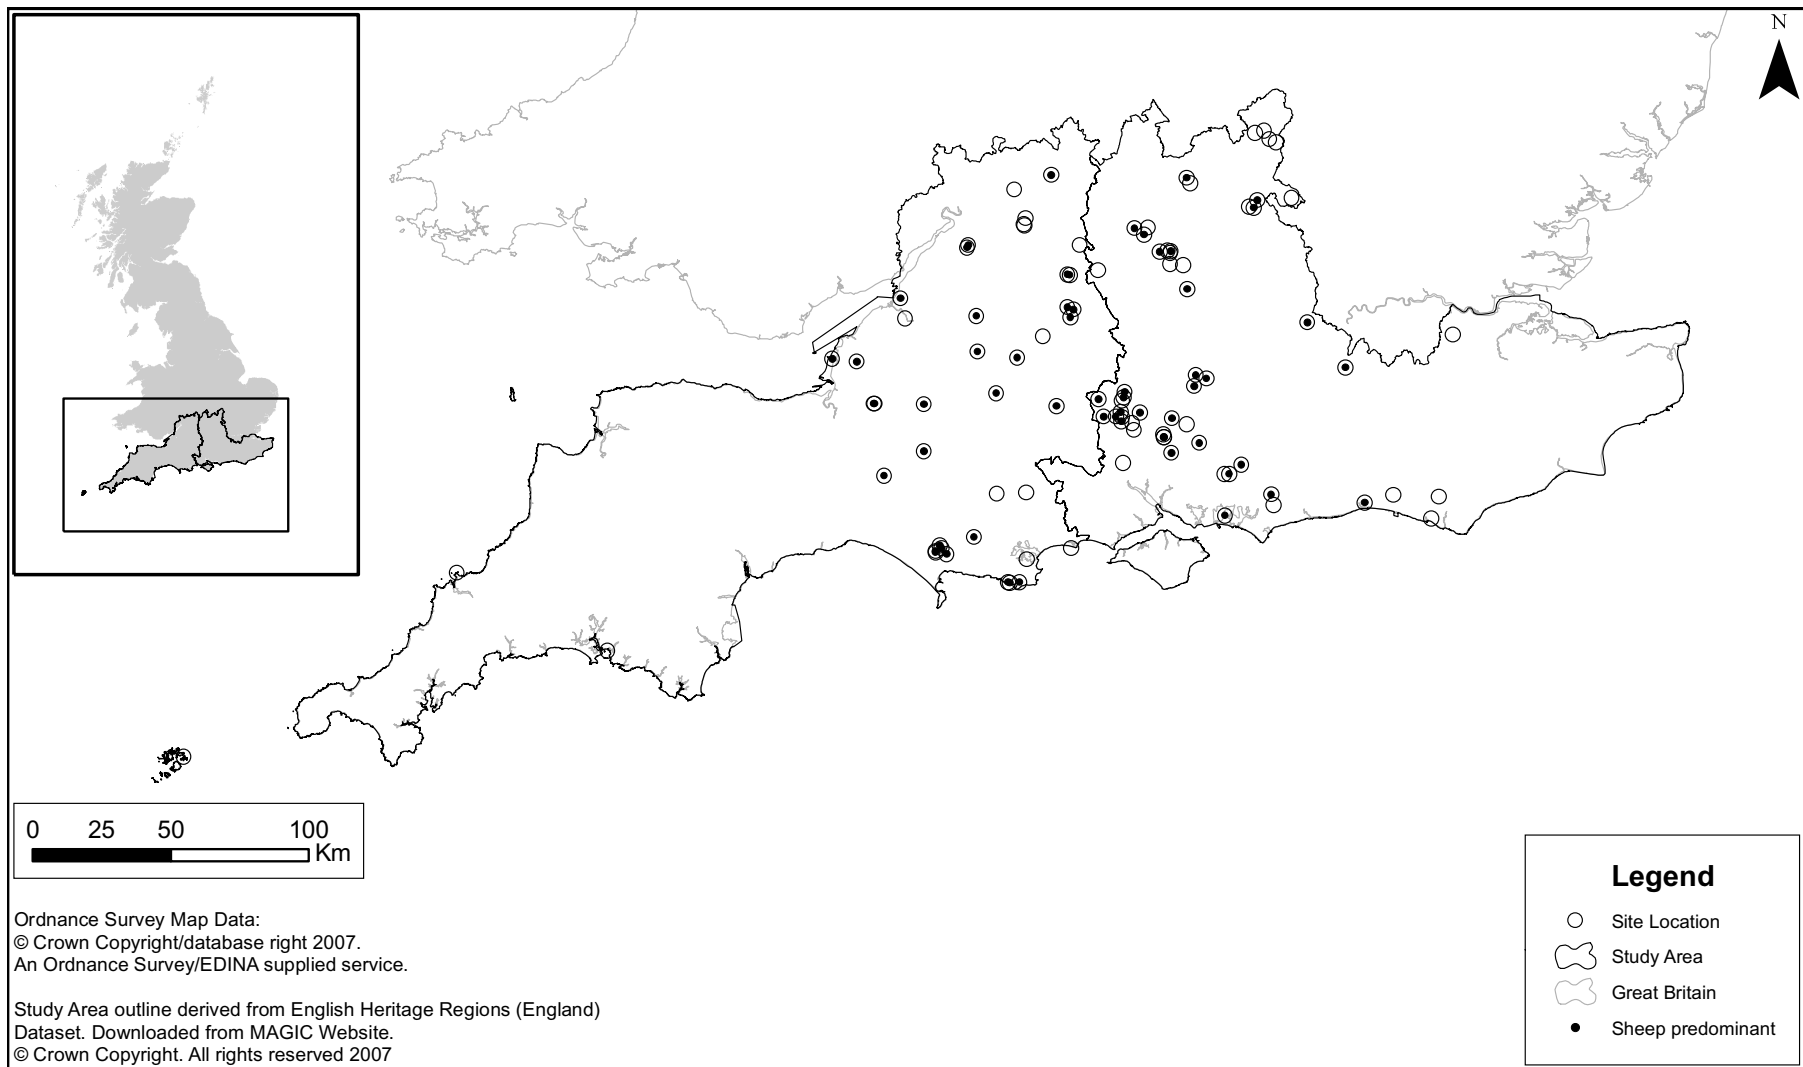 N
0 25 50 100
Km
Ordnance Survey Map Data:
© Crown Copyright/database right 2007.
An Ordnance Survey/EDINA supplied service.
Study Area outline derived from English Heritage Regions (England)
Dataset. Downloaded from MAGIC Website.
© Crown Copyright. All rights reserved 2007
Legend
Site Location
Study Area
Great Britain
Sheep predominant